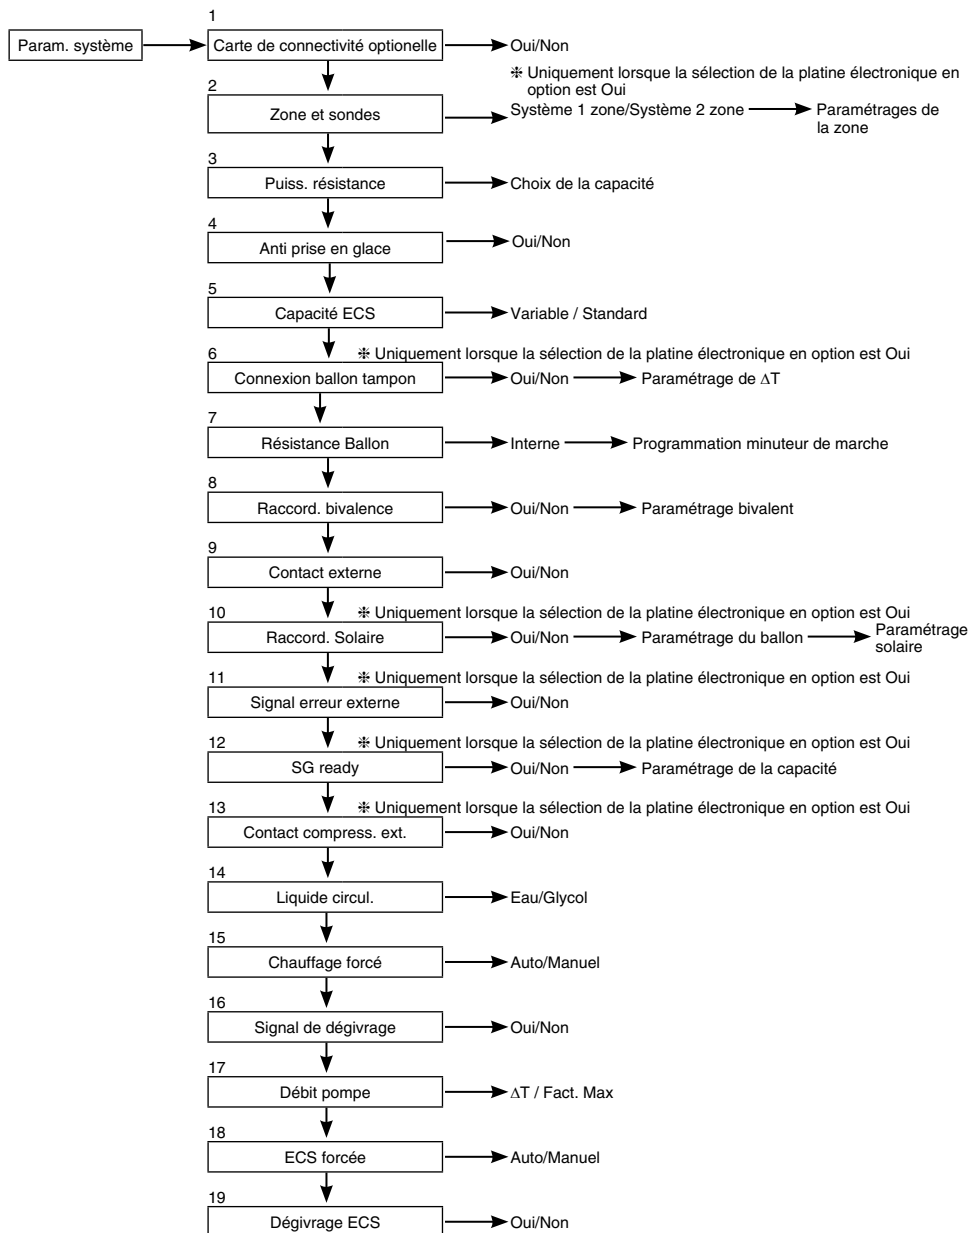 1
Param. système
Carte de connectivité optionelle
Oui/Non
❈ Uniquement lorsque la sélection de la platine électronique en
option est Oui
2
Zone et sondes
Système 1 zone/Système 2 zone
Paramétrages de
la zone
3
Puiss. résistance
Choix de la capacité
4
Anti prise en glace
Oui/Non
5
Capacité ECS
Variable / Standard
6
❈ Uniquement lorsque la sélection de la platine électronique en option est Oui
Connexion ballon tampon
Oui/Non
Paramétrage de ΔT
7
Résistance Ballon
Interne
Programmation minuteur de marche
8
Raccord. bivalence
Oui/Non
Paramétrage bivalent
9
Contact externe
Oui/Non
10
❈ Uniquement lorsque la sélection de la platine électronique en option est Oui
Raccord. Solaire
Oui/Non
Paramétrage du ballon
Paramétrage
solaire
11
❈ Uniquement lorsque la sélection de la platine électronique en option est Oui
Signal erreur externe
Oui/Non
12
❈ Uniquement lorsque la sélection de la platine électronique en option est Oui
SG ready
Oui/Non
Paramétrage de la capacité
13
❈ Uniquement lorsque la sélection de la platine électronique en option est Oui
Contact compress. ext.
Oui/Non
14
Liquide circul.
Eau/Glycol
15
Chauffage forcé
Auto/Manuel
16
Signal de dégivrage
Oui/Non
17
Débit pompe
ΔT / Fact. Max
18
ECS forcée
Auto/Manuel
19
Dégivrage ECS
Oui/Non